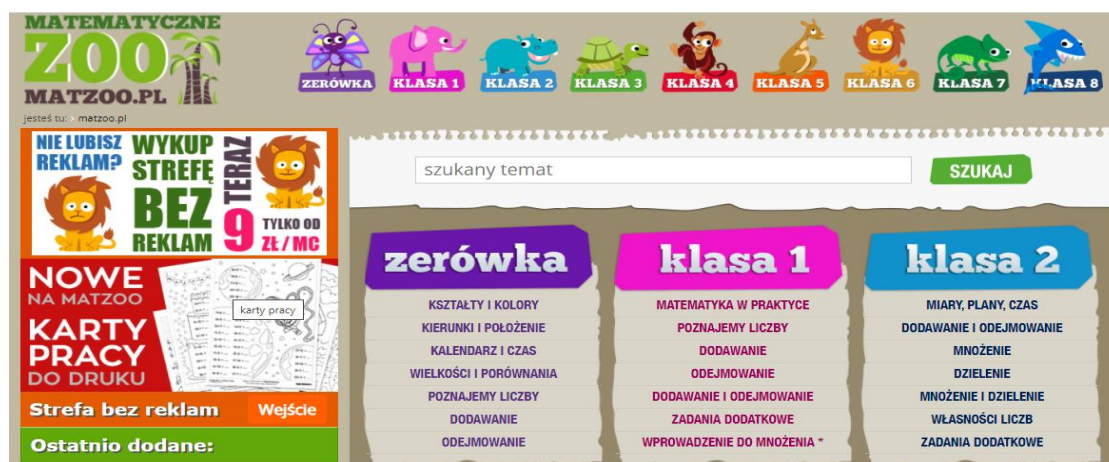 MATEMATYCZNE
ZOO
MATZOO.PL
ZERÓWKA
KLASA 1
KLASA 2
KLASA 3
KLASA 4
KLASA 5
KLASA 6
KLASA 7
KLASA 8
jesteś tu: › matzoo.pl
NIE LUBISZ
REKLAM?
WYKUP
STREFĘ
BEZ
REKLAM
TERAZ
9
TYLKO OD
ZŁ / MC
szukany temat
SZUKAJ
NOWE
NA MATZOO
KARTY
PRACY
DO DRUKU
karty pracy
Strefa bez reklam
Wejście
Ostatnio dodane:
zerówka
KSZTAŁTY I KOLORY
KIERUNKI I POŁOŻENIE
KALENDARZ I CZAS
WIELKOŚCI I PORÓWNANIA
POZNAJEMY LICZBY
DODAWANIE
ODEJMOWANIE
klasa 1
MATEMATYKA W PRAKTYCE
POZNAJEMY LICZBY
DODAWANIE
ODEJMOWANIE
DODAWANIE I ODEJMOWANIE
ZADANIA DODATKOWE
WPROWADZENIE DO MNOŻENIA *
klasa 2
MIARY, PLANY, CZAS
DODAWANIE I ODEJMOWANIE
MNOŻENIE
DZIELENIE
MNOŻENIE I DZIELENIE
WŁASNOŚCI LICZB
ZADANIA DODATKOWE